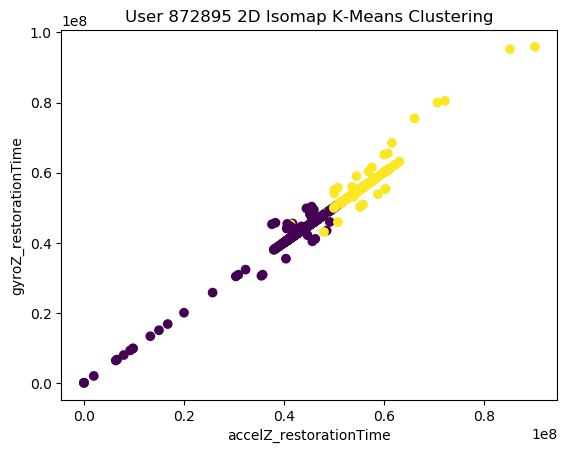 User 872895 2D Isomap K-Means Clustering
1e8
1.0
0.8
0.6
0.4
0.2
0.0
gyroZ_restorationTime
0.0 0.2 0.4 0.6 0.8
1e8
accelZ_restorationTime